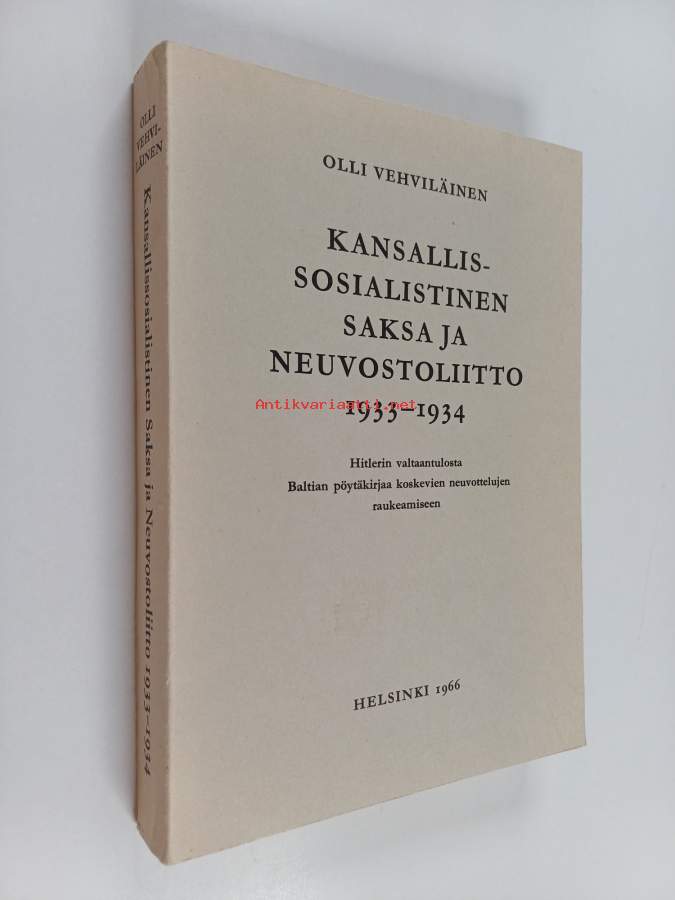 OLLI
VEHVI-
LÄINEN
Kansallissosialistinen Saksa ja Neuvostoliitto 1933–1934
OLLI VEHVILÄINEN
KANSALLIS-
SOSIALISTINEN
SAKSA JA
NEUVOSTOLIITTO
1933–1934
Antikvariaatti.net
Hitlerin valtaantulosta
Baltian pöytäkirjaa koskevien neuvottelujen
raukeamiseen
HELSINKI 1966